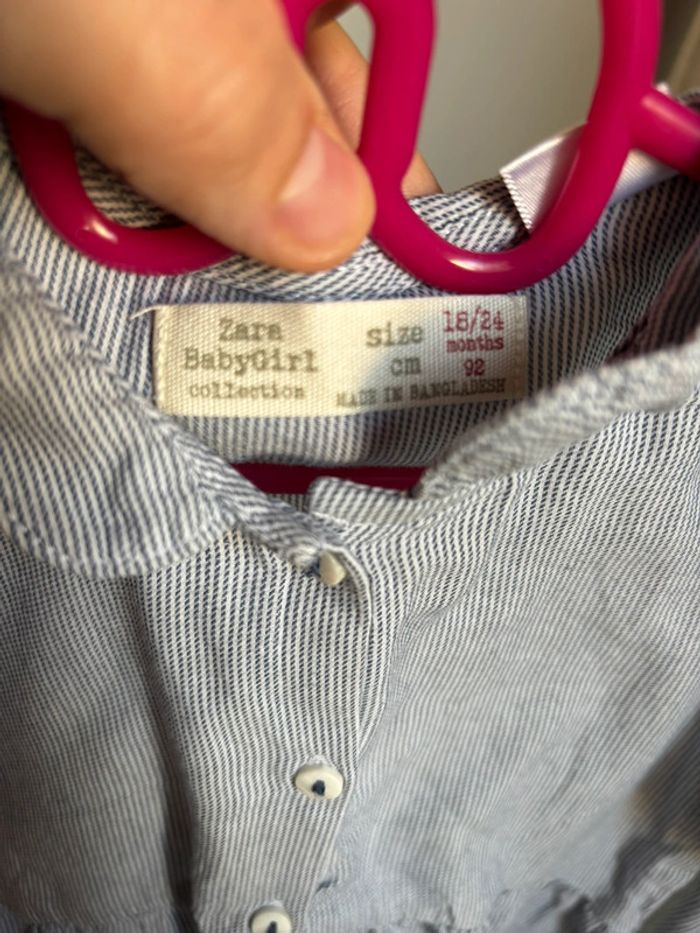 Zara
BabyGirl
collection
size
cm
18/24
months
92
MADE IN BANGLADESH